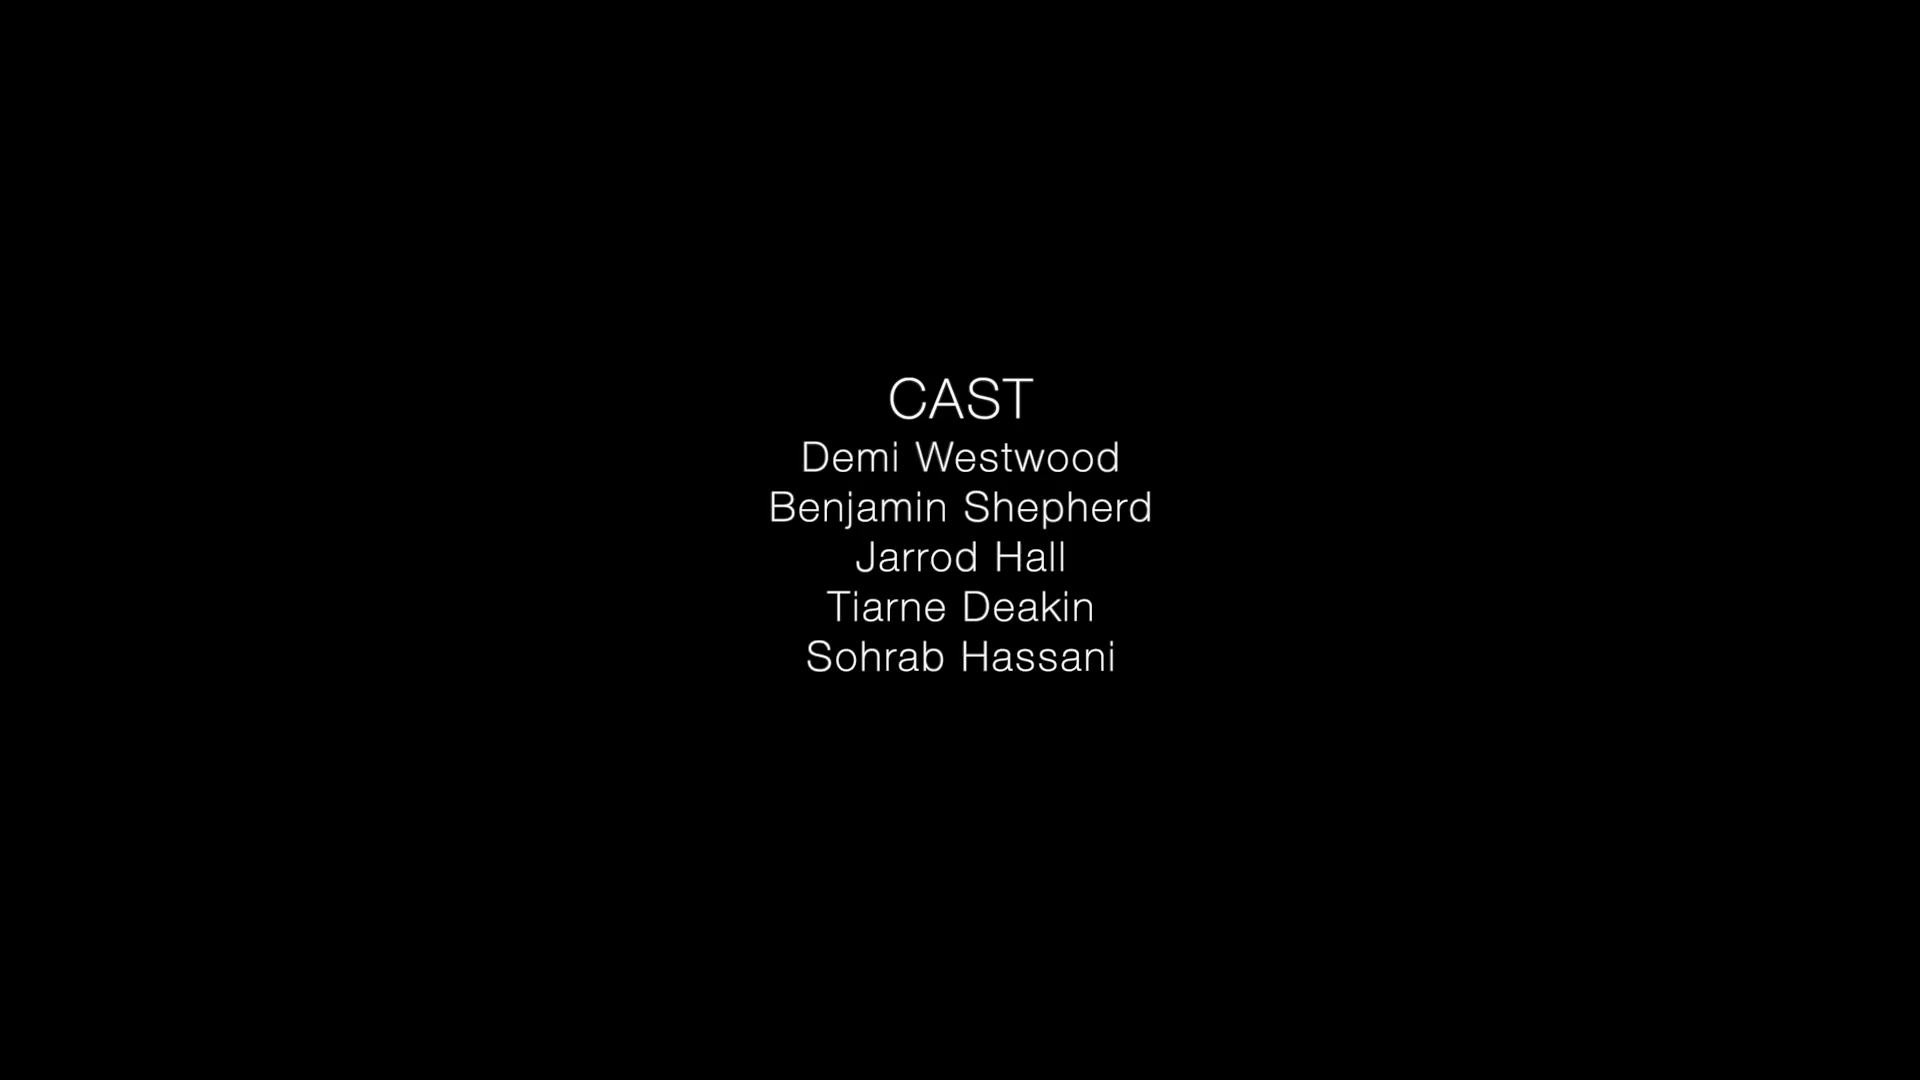 CAST
Demi Westwood
Benjamin Shepherd
Jarrod Hall
Tiarne Deakin
Sohrab Hassani